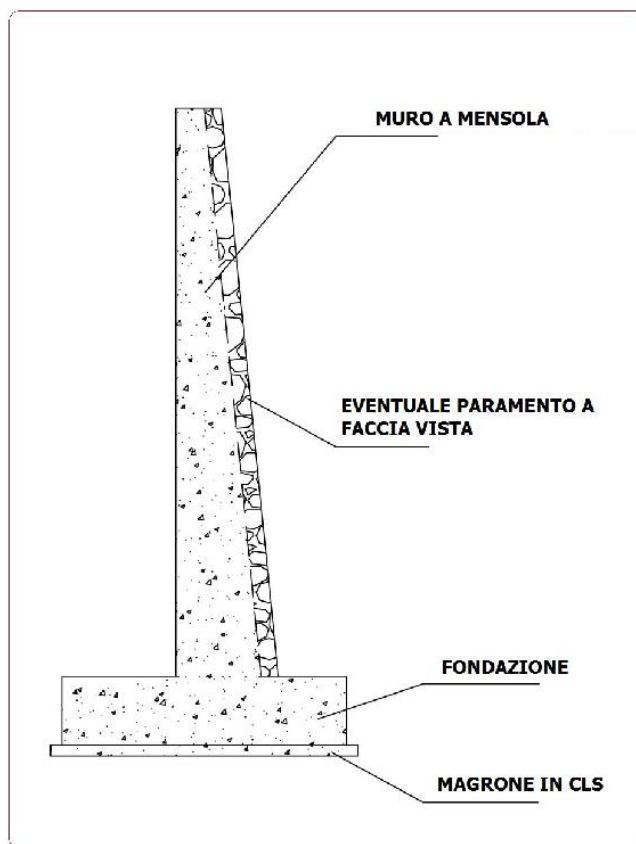 MURO A MENSOLA
EVENTUALE PARAMENTO A
FACCIA VISTA
FONDAZIONE
MAGRONE IN CLS